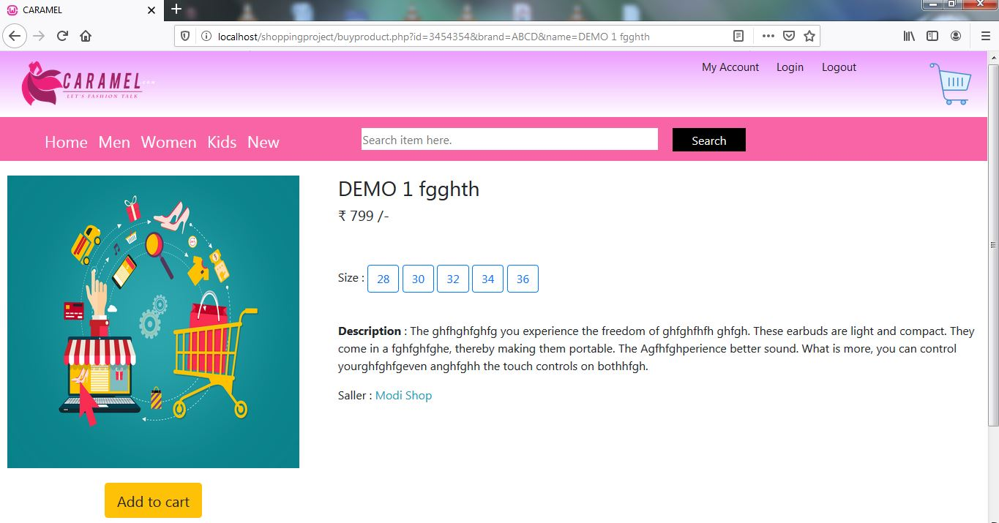 CARAMEL
localhost/shoppingproject/buyproduct.php?id=3454354&brand=ABCD&name=DEMO 1 fgghth
CARAMEL
LET'S FASHION TALK
My Account Login Logout
Home Men Women Kids New
Search item here.
Search
DEMO 1 fgghth
₹ 799 /-
Size : 28 30 32 34 36
Description : The ghfhghfghfg you experience the freedom of ghfghfhfh ghfgh. These earbuds are light and compact. They
come in a fghfghfghe, thereby making them portable. The Agfhfghperience better sound. What is more, you can control
yourghfghfgeven anghfghh the touch controls on bothhfgh.
Saller : Modi Shop
Add to cart